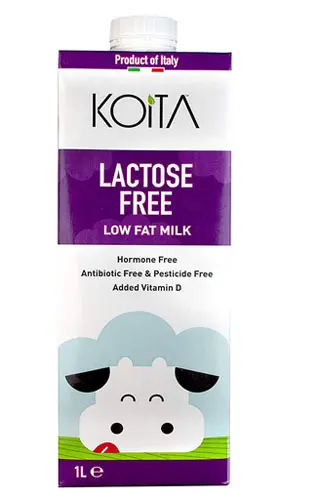 Product of Italy
KOITA
LACTOSE
FREE
LOW FAT MILK
Hormone Free
Antibiotic Free & Pesticide Free
Added Vitamin D
1L ℮